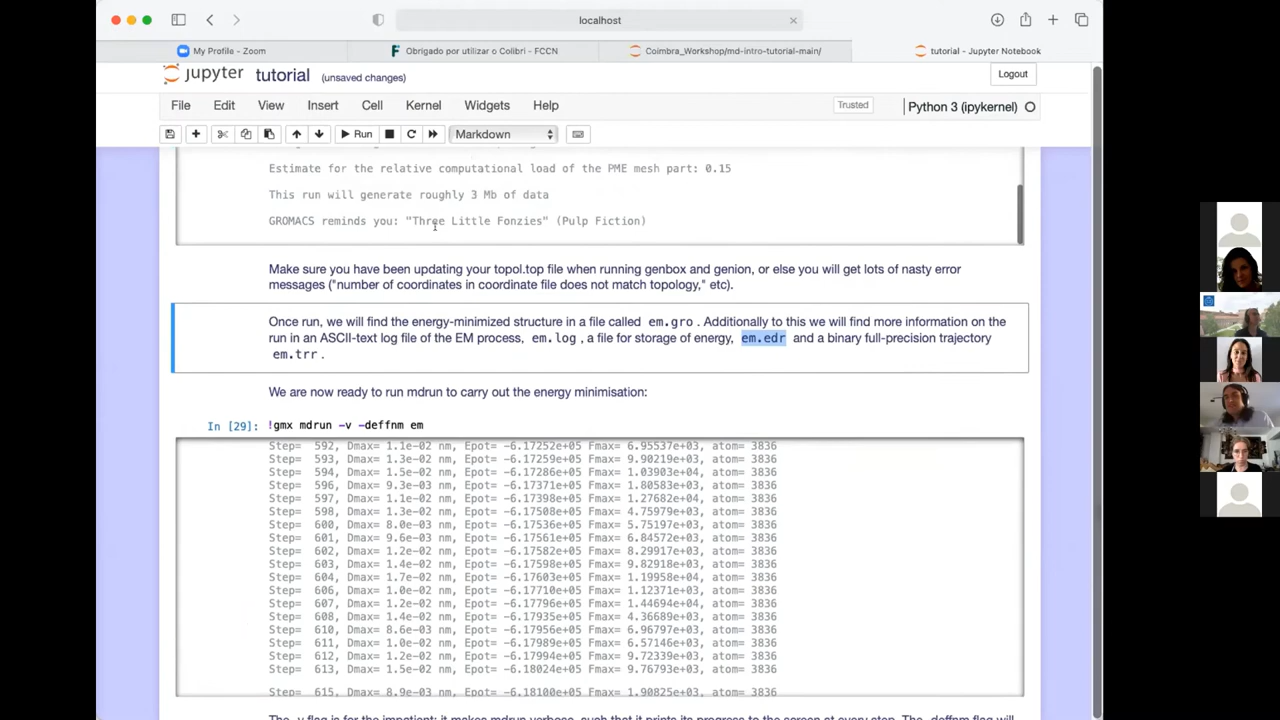 localhost
My Profile - Zoom
Obrigado por utilizar o Colibri - FCCN
Coimbra_Workshop/md-intro-tutorial-main/
tutorial - Jupyter Notebook
jupyter tutorial (unsaved changes)
Logout
File Edit View Insert Cell Kernel Widgets Help
Trusted
Python 3 (ipykernel)
Run
Markdown
Estimate for the relative computational load of the PME mesh part: 0.15
This run will generate roughly 3 Mb of data
GROMACS reminds you: "Three Little Fonzies" (Pulp Fiction)
Make sure you have been updating your topol.top file when running genbox and genion, or else you will get lots of nasty error
messages ("number of coordinates in coordinate file does not match topology," etc).
Once run, we will find the energy-minimized structure in a file called em.gro . Additionally to this we will find more information on the
run in an ASCII-text log file of the EM process, em.log , a file for storage of energy, em.edr and a binary full-precision trajectory
em.trr .
We are now ready to run mdrun to carry out the energy minimisation:
In [29]: !gmx mdrun -v -deffnm em
Step= 592, Dmax= 1.1e-02 nm, Epot= -6.17252e+05 Fmax= 6.95537e+03, atom= 3836
Step= 593, Dmax= 1.3e-02 nm, Epot= -6.17259e+05 Fmax= 9.90219e+03, atom= 3836
Step= 594, Dmax= 1.5e-02 nm, Epot= -6.17286e+05 Fmax= 1.03903e+04, atom= 3836
Step= 596, Dmax= 9.3e-03 nm, Epot= -6.17371e+05 Fmax= 1.80583e+03, atom= 3836
Step= 597, Dmax= 1.1e-02 nm, Epot= -6.17398e+05 Fmax= 1.27682e+04, atom= 3836
Step= 598, Dmax= 1.3e-02 nm, Epot= -6.17508e+05 Fmax= 4.75979e+03, atom= 3836
Step= 600, Dmax= 8.0e-03 nm, Epot= -6.17536e+05 Fmax= 5.75197e+03, atom= 3836
Step= 601, Dmax= 9.6e-03 nm, Epot= -6.17561e+05 Fmax= 6.84572e+03, atom= 3836
Step= 602, Dmax= 1.2e-02 nm, Epot= -6.17582e+05 Fmax= 8.29917e+03, atom= 3836
Step= 603, Dmax= 1.4e-02 nm, Epot= -6.17598e+05 Fmax= 9.82918e+03, atom= 3836
Step= 604, Dmax= 1.7e-02 nm, Epot= -6.17603e+05 Fmax= 1.19958e+04, atom= 3836
Step= 606, Dmax= 1.0e-02 nm, Epot= -6.17710e+05 Fmax= 1.12371e+03, atom= 3836
Step= 607, Dmax= 1.2e-02 nm, Epot= -6.17796e+05 Fmax= 1.44694e+04, atom= 3836
Step= 608, Dmax= 1.4e-02 nm, Epot= -6.17935e+05 Fmax= 4.36689e+03, atom= 3836
Step= 610, Dmax= 8.6e-03 nm, Epot= -6.17956e+05 Fmax= 6.96797e+03, atom= 3836
Step= 611, Dmax= 1.0e-02 nm, Epot= -6.17989e+05 Fmax= 6.57146e+03, atom= 3836
Step= 612, Dmax= 1.2e-02 nm, Epot= -6.17994e+05 Fmax= 9.72339e+03, atom= 3836
Step= 613, Dmax= 1.5e-02 nm, Epot= -6.18024e+05 Fmax= 9.76793e+03, atom= 3836
Step= 615, Dmax= 8.9e-03 nm, Epot= -6.18100e+05 Fmax= 1.90825e+03, atom= 3836
The -v flag is for the impatient: it makes mdrun verbose, such that it prints its progress to the screen at every step. The -deffnm flag will